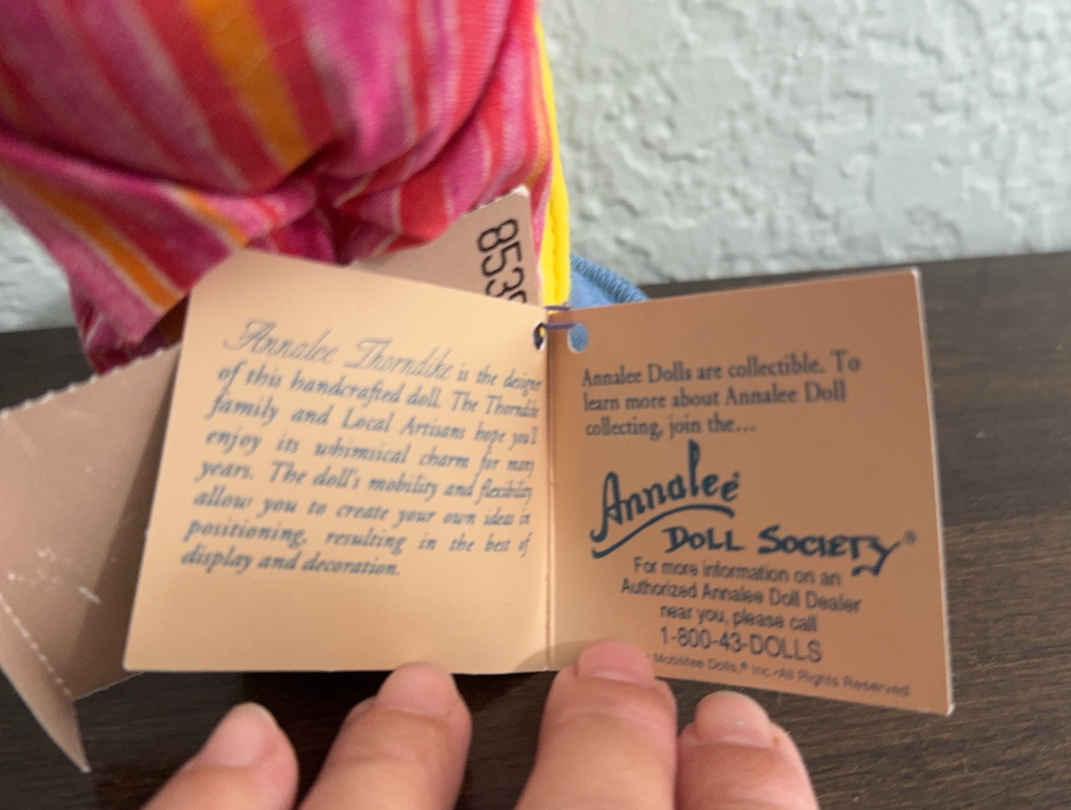 853
Annalee Thorndike is the designer
of this handcrafted doll. The Thorndike
family and Local Artisans hope you'll
enjoy its whimsical charm for many
years. The doll's mobility and flexibility
allow you to create your own ideas in
positioning, resulting in the best of
display and decoration.
Annalee Dolls are collectible. To
learn more about Annalee Doll
collecting, join the...
Annalee®
DOLL SOCIETY®
For more information on an
Authorized Annalee Doll Dealer
near you, please call
1-800-43-DOLLS
Mobilitee Dolls,® Inc.-All Rights Reserved